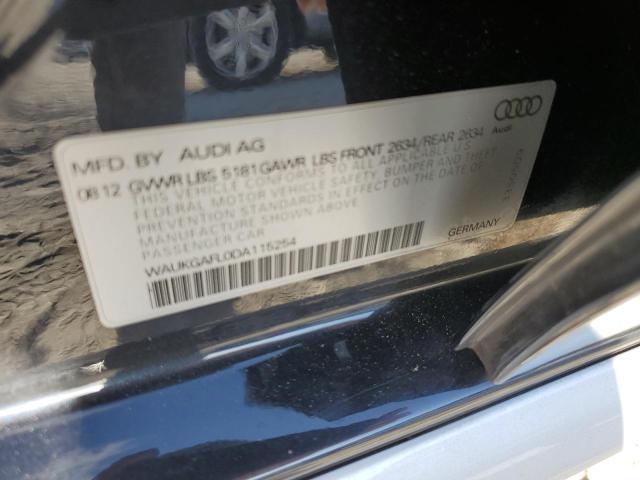 MFD. BY AUDI AG
08 12 GVWR LBS 5181 GAWR LBS FRONT 2634/REAR 2634
THIS VEHICLE CONFORMS TO ALL APPLICABLE U.S.
FEDERAL MOTOR VEHICLE SAFETY, BUMPER AND THEFT
PREVENTION STANDARDS IN EFFECT ON THE DATE OF
MANUFACTURE SHOWN ABOVE
PASSENGER CAR
WAUKGAFL0DA115254
GERMANY
Audi